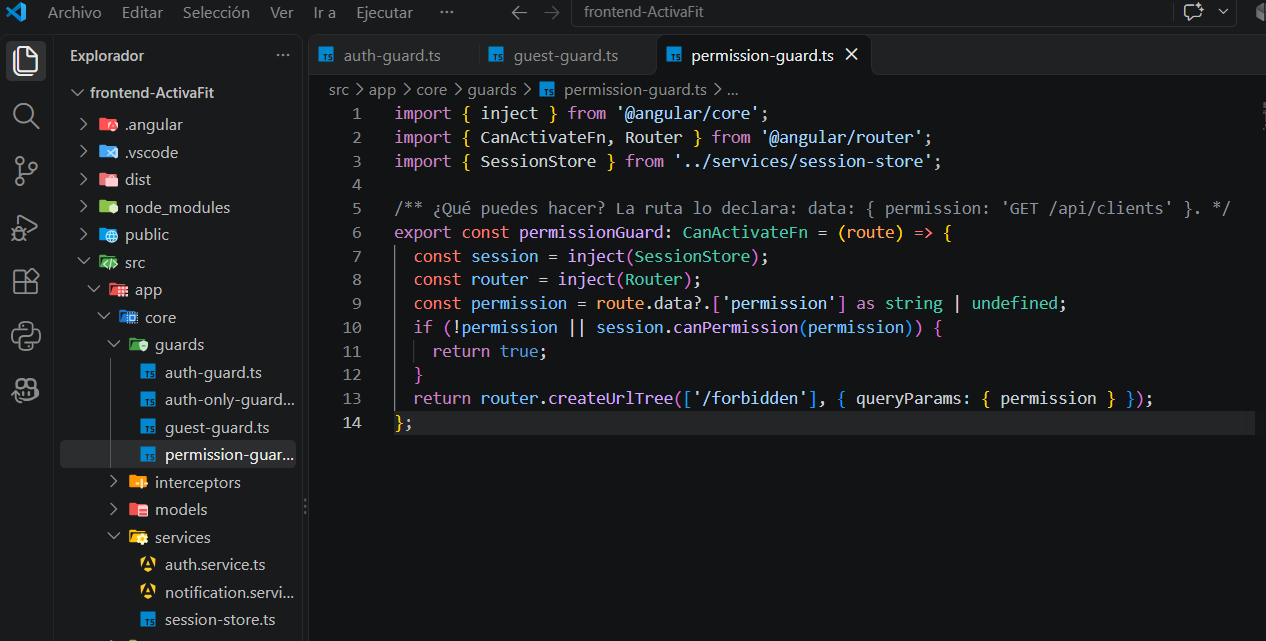 Archivo Editar Selección Ver Ir a Ejecutar ··· frontend-ActivaFit
Explorador ···
frontend-ActivaFit
.angular
.vscode
dist
node_modules
public
src
app
core
guards
auth-guard.ts
auth-only-guard...
guest-guard.ts
permission-guar...
interceptors
models
services
auth.service.ts
notification.servi...
session-store.ts
auth-guard.ts guest-guard.ts permission-guard.ts
src > app > core > guards > permission-guard.ts > ...
1 import { inject } from '@angular/core';
2 import { CanActivateFn, Router } from '@angular/router';
3 import { SessionStore } from '../services/session-store';
4
5 /** ¿Qué puedes hacer? La ruta lo declara: data: { permission: 'GET /api/clients' }. */
6 export const permissionGuard: CanActivateFn = (route) => {
7 const session = inject(SessionStore);
8 const router = inject(Router);
9 const permission = route.data?.['permission'] as string | undefined;
10 if (!permission || session.canPermission(permission)) {
11 return true;
12 }
13 return router.createUrlTree(['/forbidden'], { queryParams: { permission } });
14 };